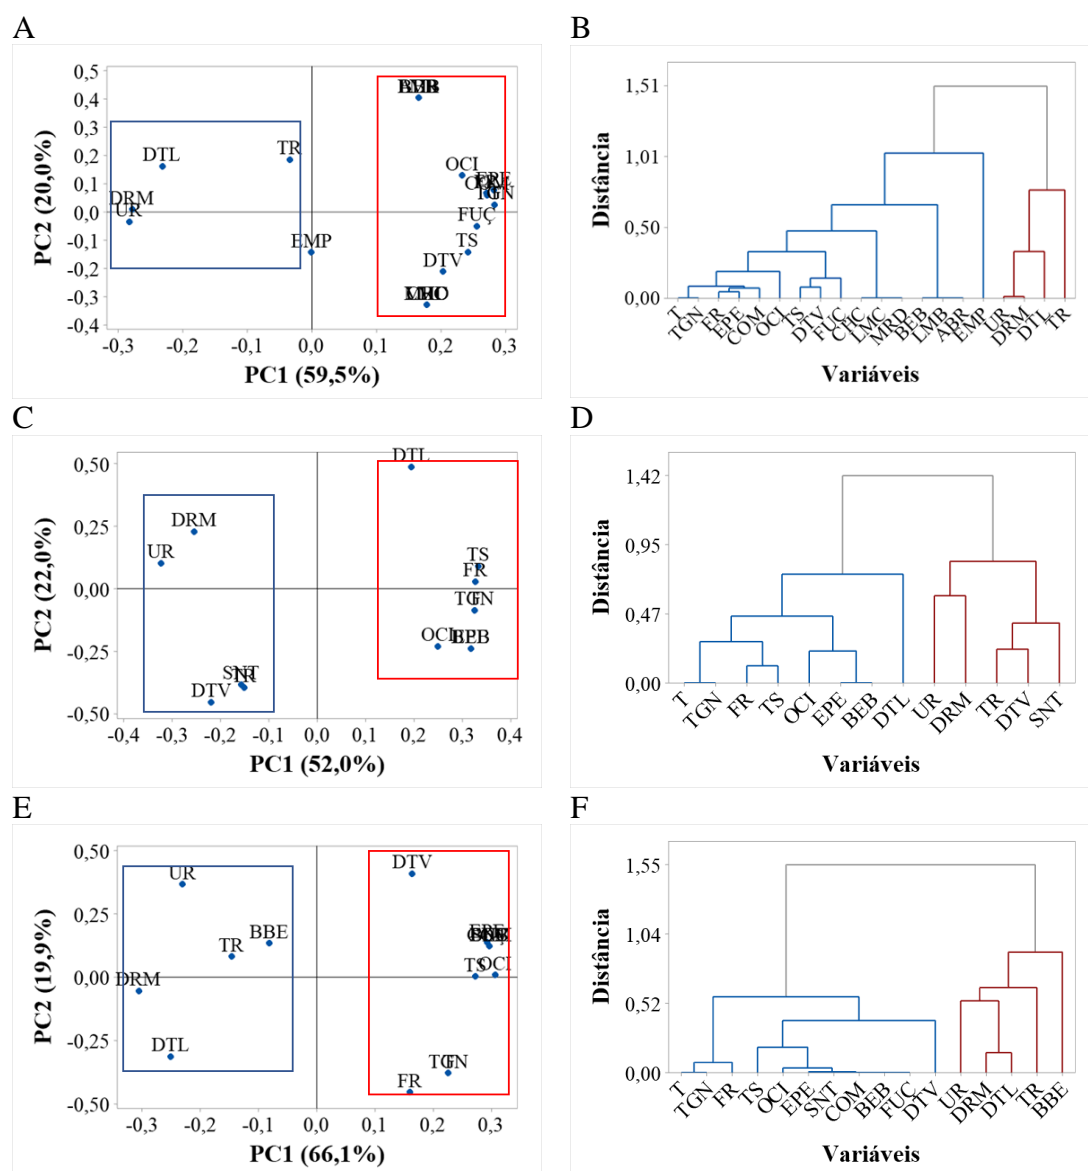 A
B
0,5
0,4
0,3
0,2
0,1
0,0
-0,1
-0,2
-0,3
-0,4
PC2 (20,0%)
DTL
TR
DRM
UR
EMP
OCI
TGN
FUÇ
TS
DTV
-0,3
-0,2
-0,1
0,0
0,1
0,2
0,3
PC1 (59,5%)
1,51
1,01
0,50
0,00
Distância
T
TGN
FR
EPE
COM
OCI
TS
DTV
FUÇ
CHC
LMC
MRD
BEB
LMB
ABR
EMP
UR
DRM
DTL
TR
Variáveis
C
D
0,50
0,25
0,00
-0,25
-0,50
PC2 (22,0%)
DTL
DRM
UR
TS
FR
TGN
OCI
SNT
TR
DTV
-0,4
-0,3
-0,2
-0,1
0,0
0,1
0,2
0,3
0,4
PC1 (52,0%)
1,42
0,95
0,47
0,00
Distância
T
TGN
FR
TS
OCI
EPE
BEB
DTL
UR
DRM
TR
DTV
SNT
Variáveis
E
F
0,50
0,25
0,00
-0,25
-0,50
PC2 (19,9%)
DTV
UR
BBE
TR
TS
OCI
DRM
DTL
TGN
FR
-0,3
-0,2
-0,1
0,0
0,1
0,2
0,3
PC1 (66,1%)
1,55
1,04
0,52
0,00
Distância
T
TGN
FR
TS
OCI
EPE
SNT
COM
BEB
FUÇ
DTV
UR
DRM
DTL
TR
BBE
Variáveis